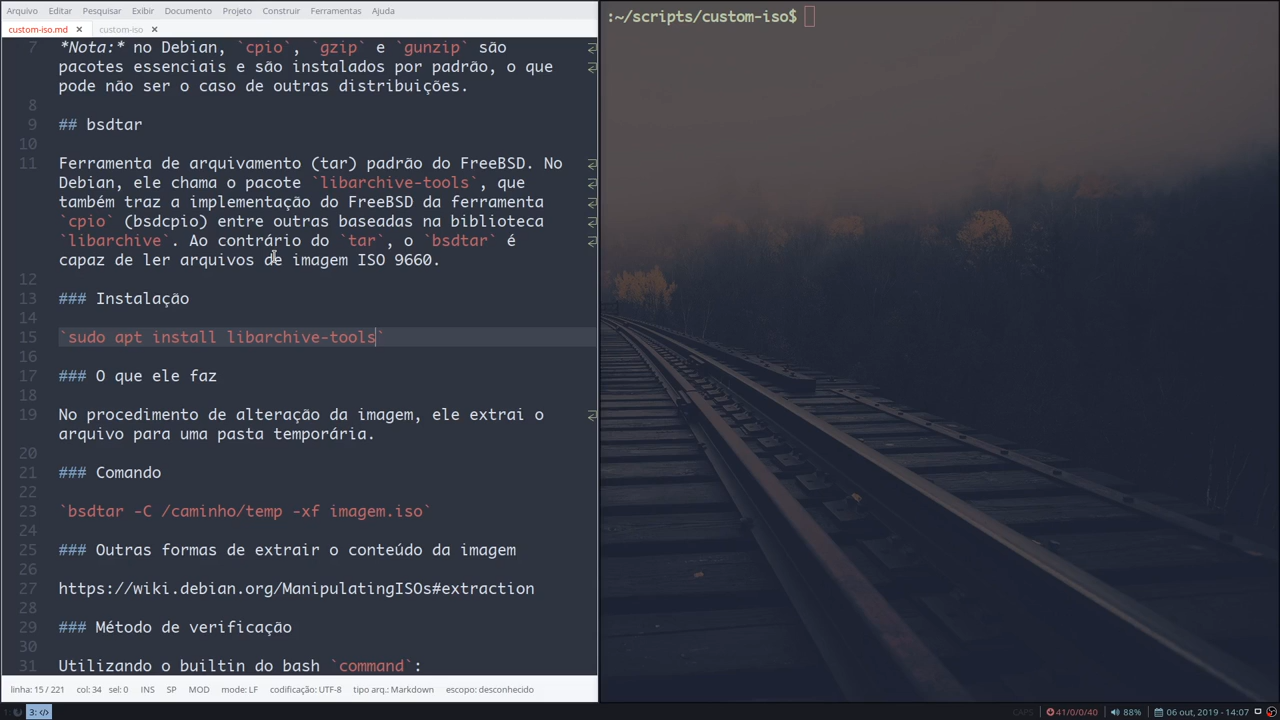 Arquivo Editar Pesquisar Exibir Documento Projeto Construir Ferramentas Ajuda
custom-iso.md × custom-iso ×
7 *Nota:* no Debian, `cpio`, `gzip` e `gunzip` são
pacotes essenciais e são instalados por padrão, o que
pode não ser o caso de outras distribuições.
8
9 ## bsdtar
10
11 Ferramenta de arquivamento (tar) padrão do FreeBSD. No
Debian, ele chama o pacote `libarchive-tools`, que
também traz a implementação do FreeBSD da ferramenta
`cpio` (bsdcpio) entre outras baseadas na biblioteca
`libarchive`. Ao contrário do `tar`, o `bsdtar` é
capaz de ler arquivos de imagem ISO 9660.
12
13 ### Instalação
14
15 `sudo apt install libarchive-tools`
16
17 ### O que ele faz
18
19 No procedimento de alteração da imagem, ele extrai o
arquivo para uma pasta temporária.
20
21 ### Comando
22
23 `bsdtar -C /caminho/temp -xf imagem.iso`
24
25 ### Outras formas de extrair o conteúdo da imagem
26
27 https://wiki.debian.org/ManipulatingISOs#extraction
28
29 ### Método de verificação
30
31 Utilizando o builtin do bash `command`:
linha: 15 / 221 col: 34 sel: 0 INS SP MOD mode: LF codificação: UTF-8 tipo arq.: Markdown escopo: desconhecido
:~/scripts/custom-iso$
1: 3: </> CAPS 41/0/0/40 88% 06 out, 2019 - 14:07